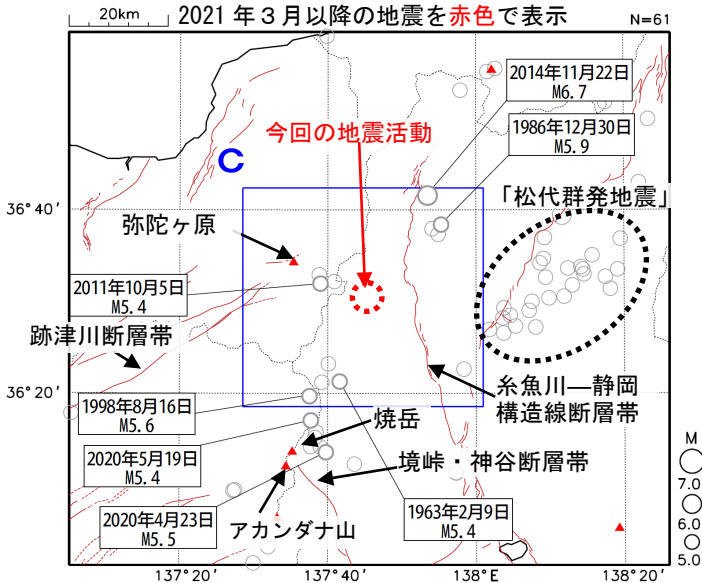 2021年3月以降の地震を赤色で表示
20km
N=61
2014年11月22日
M6.7
今回の地震活動
1986年12月30日
M5.9
C
36°40′
「松代群発地震」
弥陀ヶ原
2011年10月5日
M5.4
跡津川断層帯
36°20′
糸魚川―静岡
構造線断層帯
1998年8月16日
M5.6
焼岳
2020年5月19日
M5.4
境峠・神谷断層帯
M
7.0
6.0
5.0
2020年4月23日
M5.5
アカンダナ山
1963年2月9日
M5.4
137°20′
137°40′
138°E
138°20′